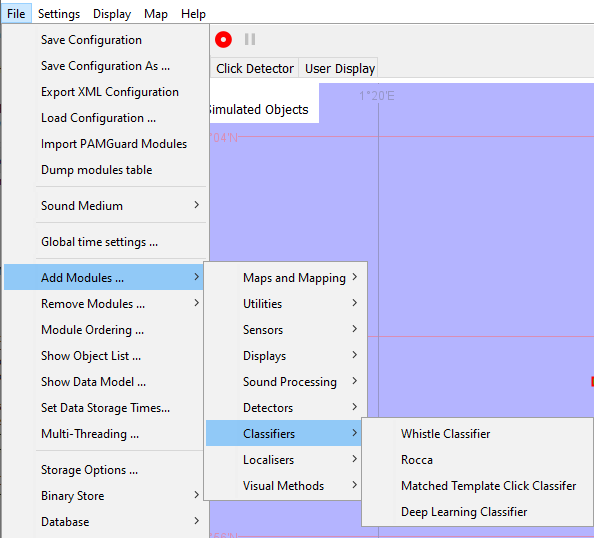 File Settings Display Map Help
Save Configuration
Save Configuration As ...
Export XML Configuration
Load Configuration ...
Import PAMGuard Modules
Dump modules table
Sound Medium
Global time settings ...
Add Modules ...
Remove Modules ...
Module Ordering ...
Show Object List ...
Show Data Model ...
Set Data Storage Times...
Multi-Threading ...
Storage Options ...
Binary Store
Database
Click Detector User Display
Simulated Objects
1°20'E
°04'N
Maps and Mapping
Utilities
Sensors
Displays
Sound Processing
Detectors
Classifiers
Localisers
Visual Methods
Whistle Classifier
Rocca
Matched Template Click Classifer
Deep Learning Classifier
°56'N